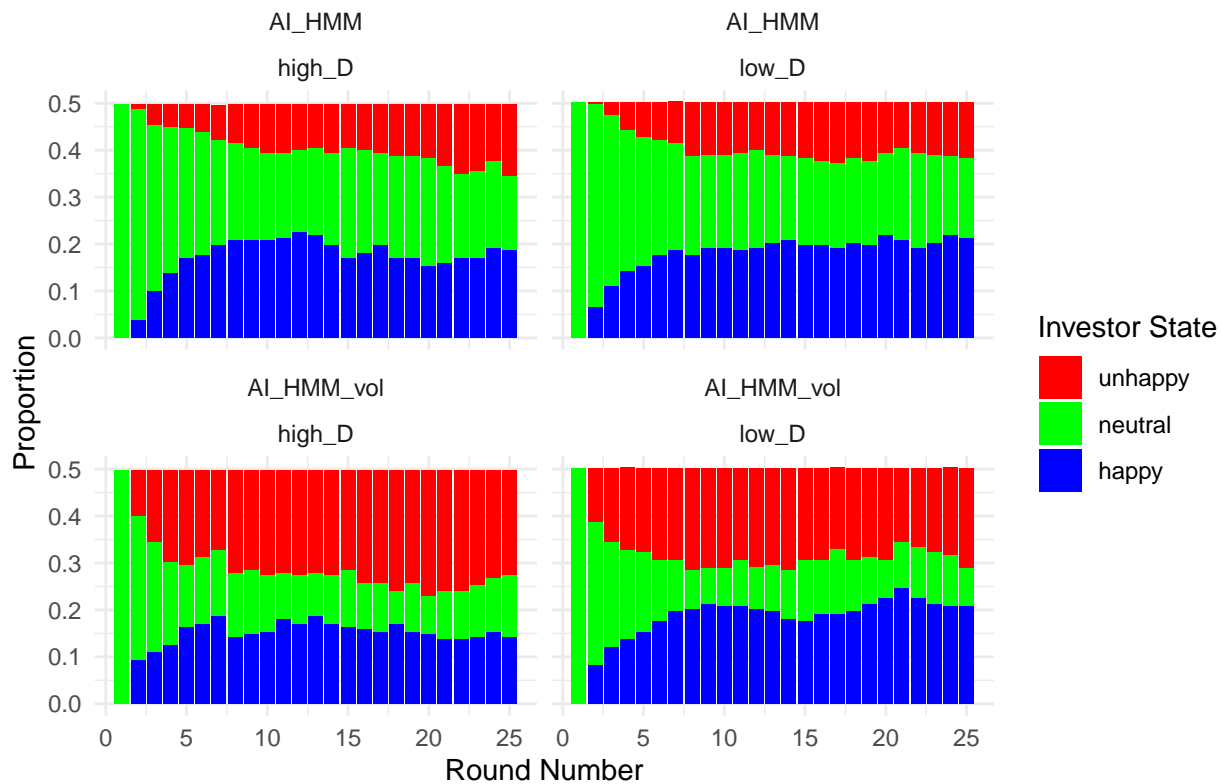 AI_HMM
AI_HMM
high_D
low_D
0.5
0.4
0.3
0.2
0.1
0.0
AI_HMM_vol
AI_HMM_vol
high_D
low_D
0.5
0.4
0.3
0.2
0.1
0.0
0 5 10 15 20 25
0 5 10 15 20 25
Round Number
Proportion
Investor State
unhappy
neutral
happy